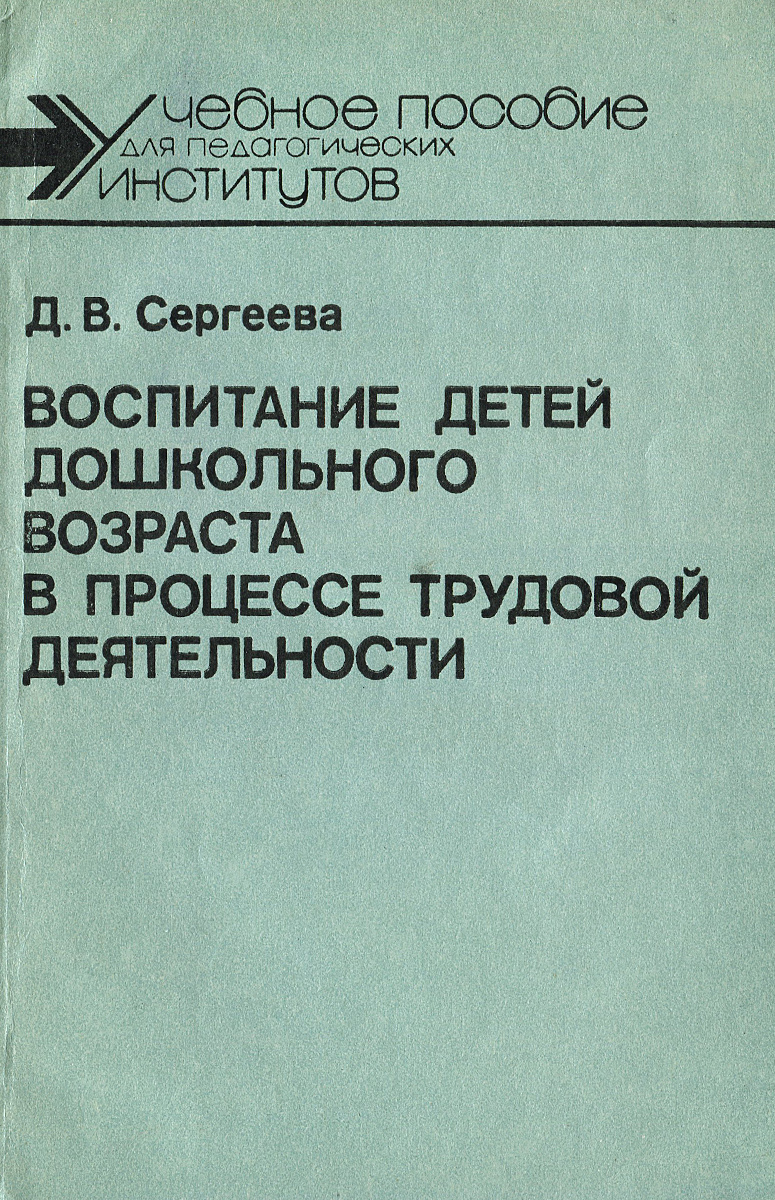 Учебное пособие
для педагогических
институтов
Д. В. Сергеева
ВОСПИТАНИЕ ДЕТЕЙ
ДОШКОЛЬНОГО
ВОЗРАСТА
В ПРОЦЕССЕ ТРУДОВОЙ
ДЕЯТЕЛЬНОСТИ